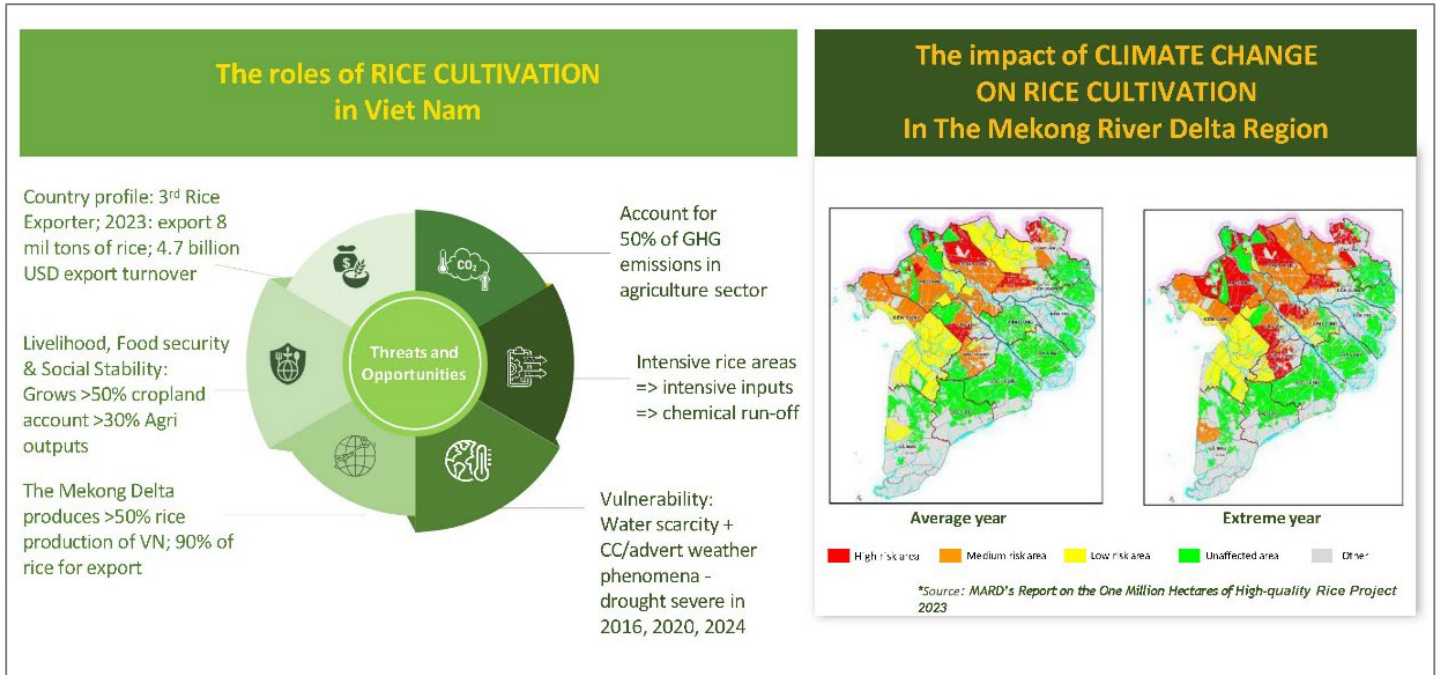 The roles of RICE CULTIVATION
in Viet Nam
Country profile: 3rd Rice
Exporter; 2023: export 8
mil tons of rice; 4.7 billion
USD export turnover
Livelihood, Food security
& Social Stability:
Grows >50% cropland
account >30% Agri
outputs
The Mekong Delta
produces >50% rice
production of VN; 90% of
rice for export
$
CO₂
Threats and
Opportunities
Account for
50% of GHG
emissions in
agriculture sector
Intensive rice areas
=> intensive inputs
=> chemical run-off
Vulnerability:
Water scarcity +
CC/advert weather
phenomena -
drought severe in
2016, 2020, 2024
The impact of CLIMATE CHANGE
ON RICE CULTIVATION
In The Mekong River Delta Region
Average year
Extreme year
High risk area
Medium risk area
Low risk area
Unaffected area
Other
*Source: MARD's Report on the One Million Hectares of High-quality Rice Project
2023